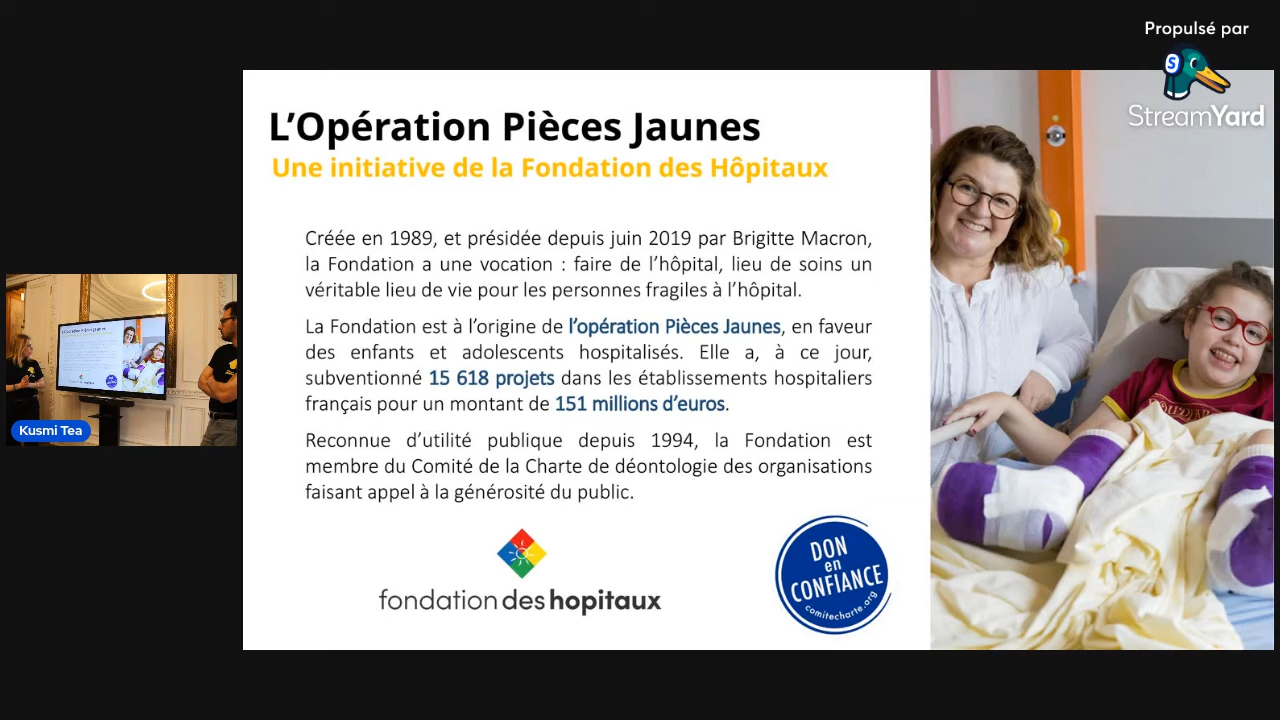 Propulsé par
StreamYard
L'Opération Pièces Jaunes
Une initiative de la Fondation des Hôpitaux
Créée en 1989, et présidée depuis juin 2019 par Brigitte Macron,
la Fondation a une vocation : faire de l'hôpital, lieu de soins un
véritable lieu de vie pour les personnes fragiles à l'hôpital.
La Fondation est à l'origine de l'opération Pièces Jaunes, en faveur
des enfants et adolescents hospitalisés. Elle a, à ce jour,
subventionné 15 618 projets dans les établissements hospitaliers
français pour un montant de 151 millions d'euros.
Reconnue d'utilité publique depuis 1994, la Fondation est
membre du Comité de la Charte de déontologie des organisations
faisant appel à la générosité du public.
fondation des hopitaux
DON
en
CONFIANCE
comitecharte.org
L'Opération Pièces Jaunes
Kusmi Tea